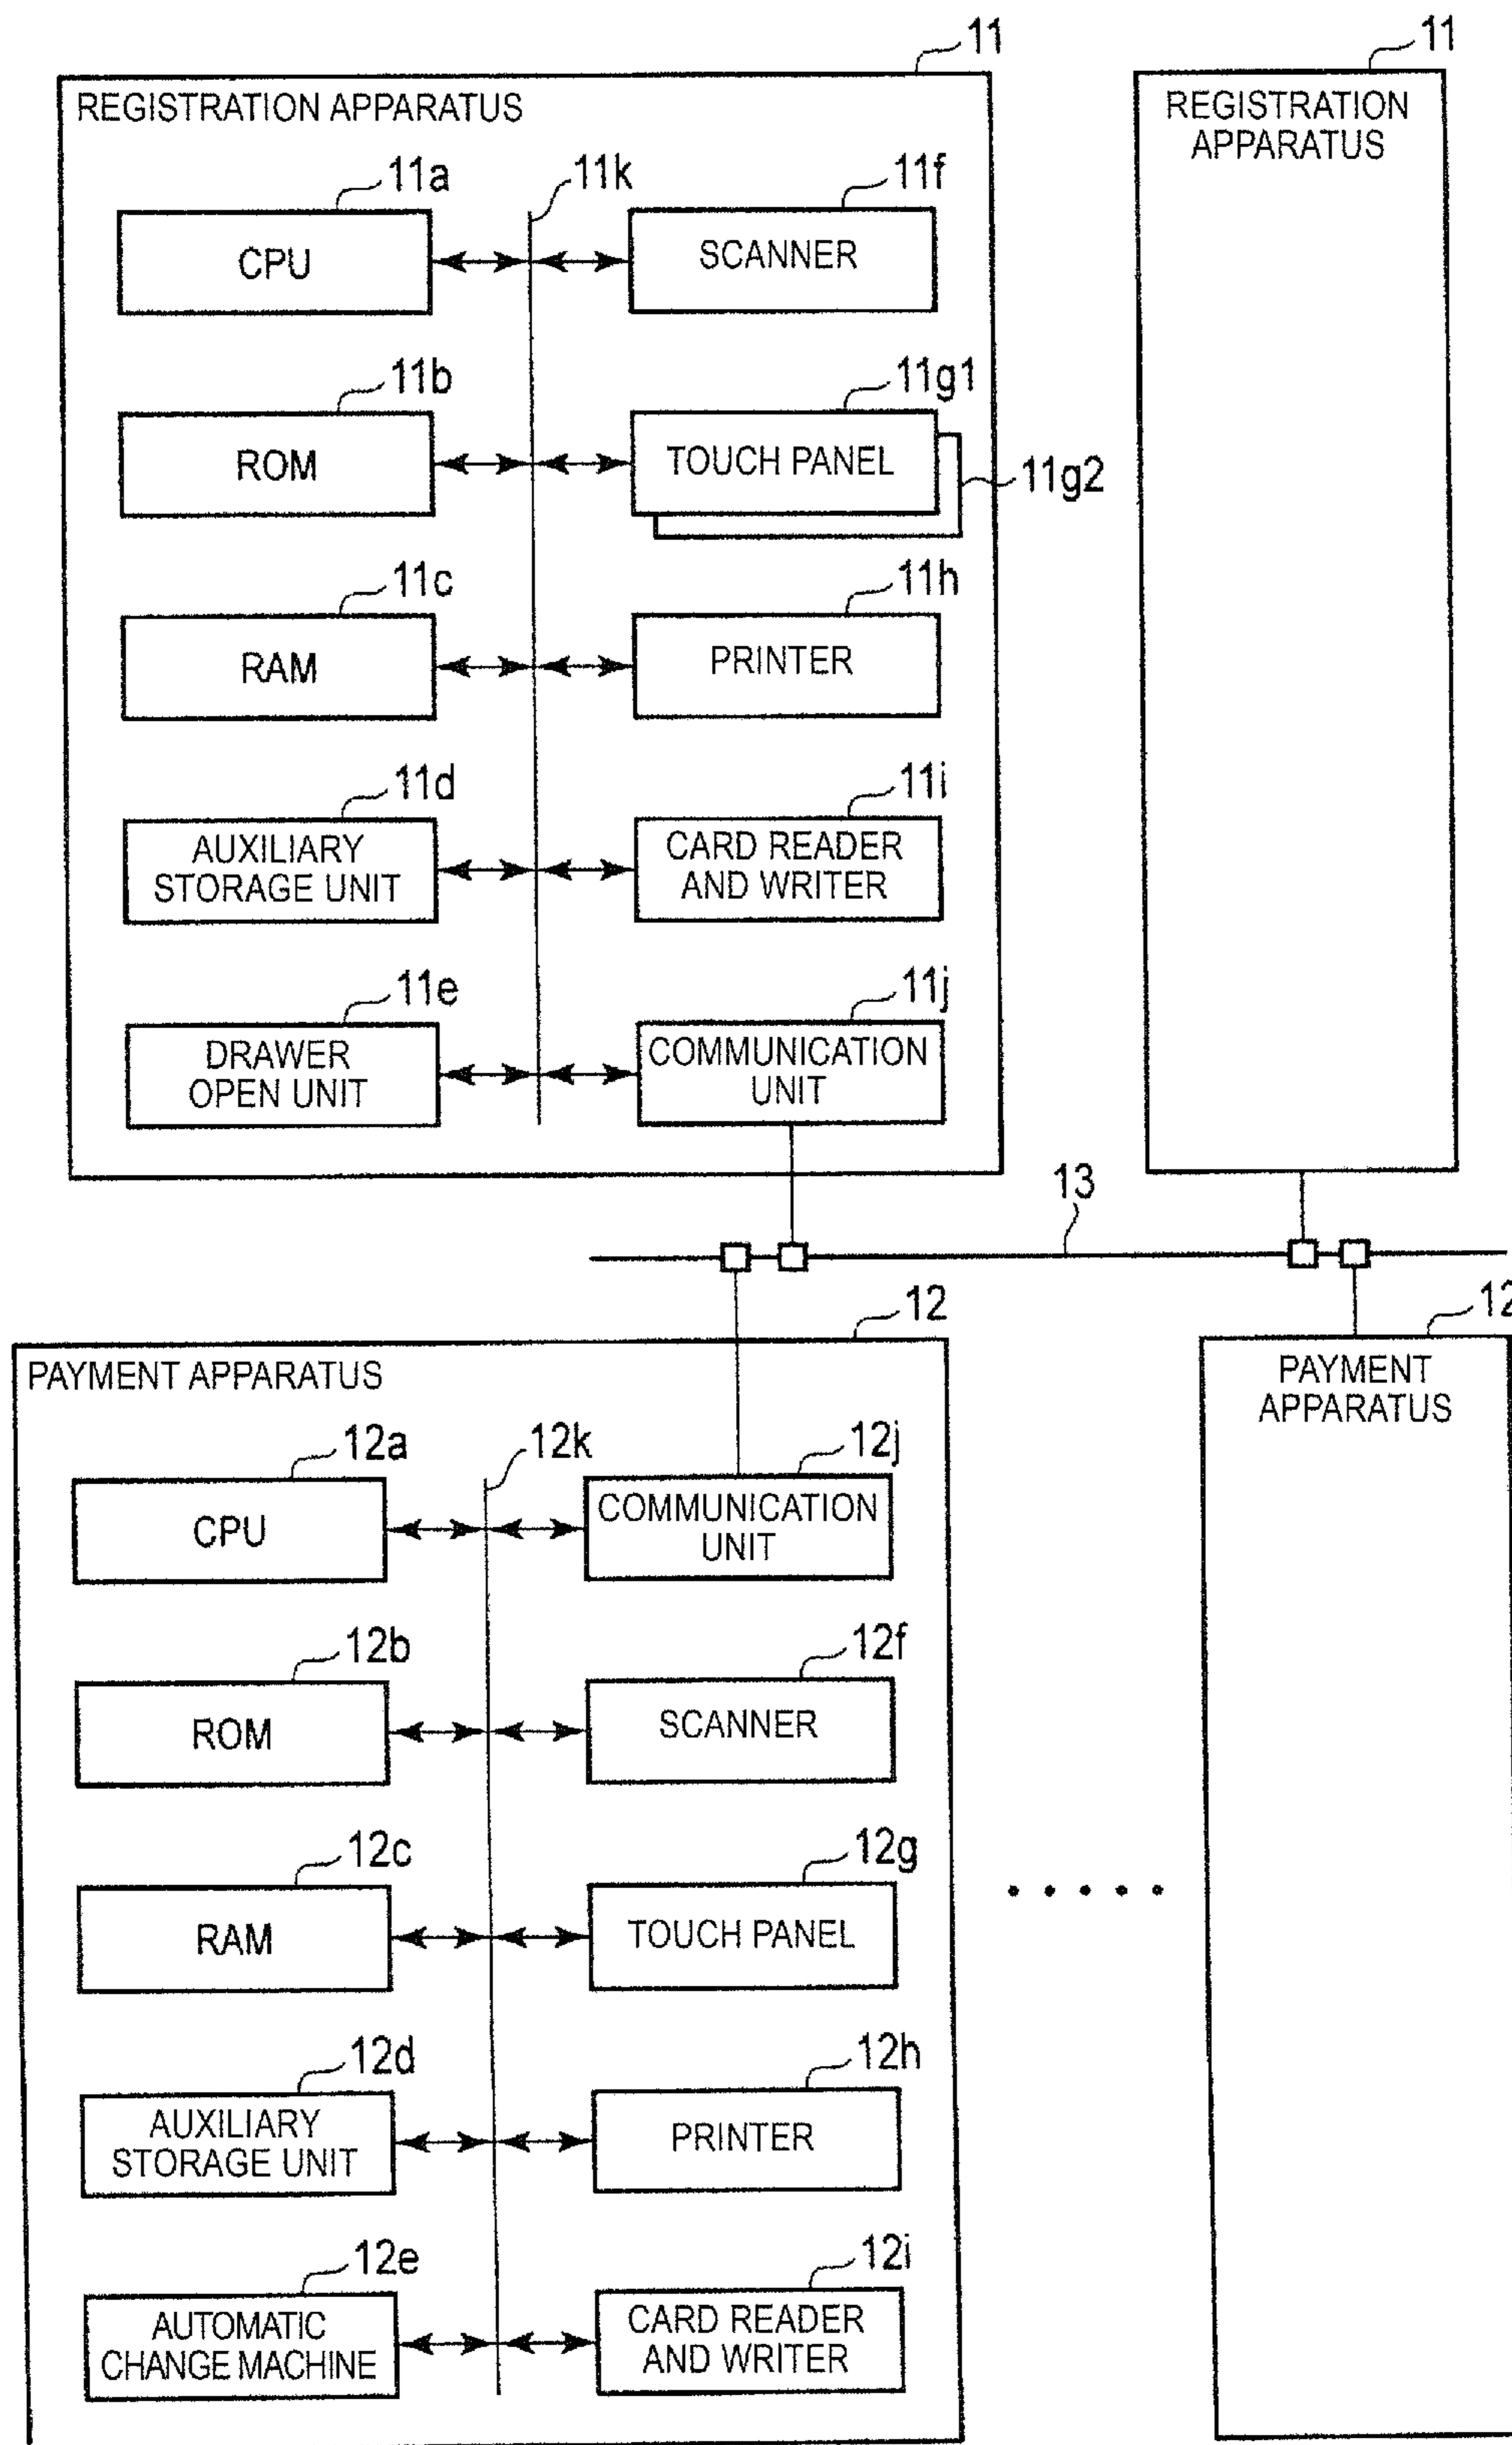 11
11
REGISTRATION APPARATUS
REGISTRATION
APPARATUS
11a
11k
11f
CPU
SCANNER
11b
11g1
ROM
TOUCH PANEL
11g2
11c
11h
RAM
PRINTER
11d
11i
AUXILIARY
STORAGE UNIT
CARD READER
AND WRITER
11e
11j
DRAWER
OPEN UNIT
COMMUNICATION
UNIT
13
12
12
PAYMENT APPARATUS
PAYMENT
APPARATUS
12a
12k
12j
CPU
COMMUNICATION
UNIT
12b
12f
ROM
SCANNER
12c
12g
RAM
TOUCH PANEL
12d
12h
AUXILIARY
STORAGE UNIT
PRINTER
12e
12i
AUTOMATIC
CHANGE MACHINE
CARD READER
AND WRITER